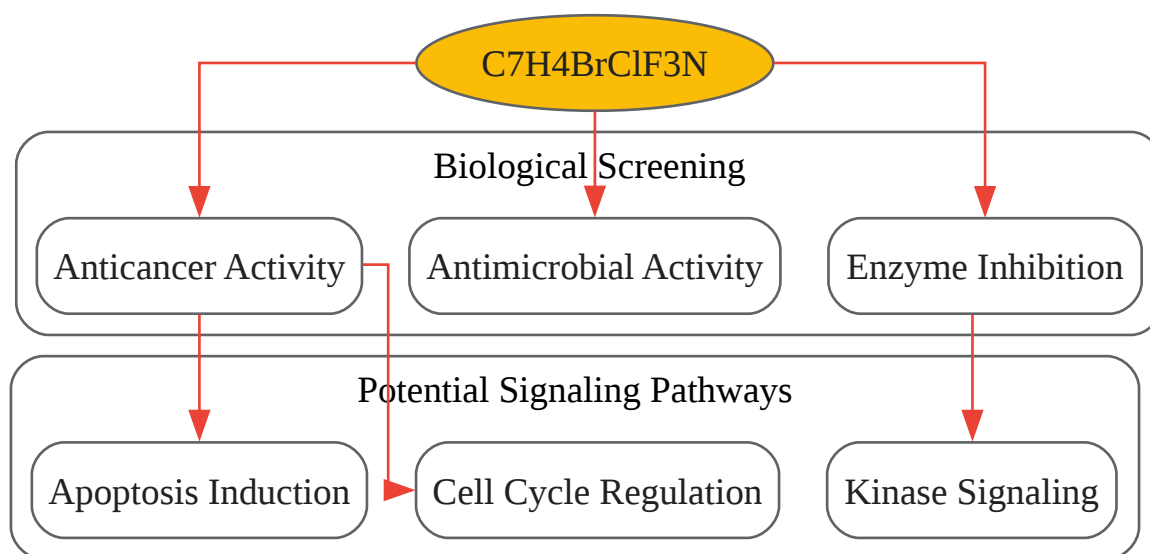 C7H4BrClF3N
Biological Screening
Anticancer Activity
Antimicrobial Activity
Enzyme Inhibition
Potential Signaling Pathways
Apoptosis Induction
Cell Cycle Regulation
Kinase Signaling